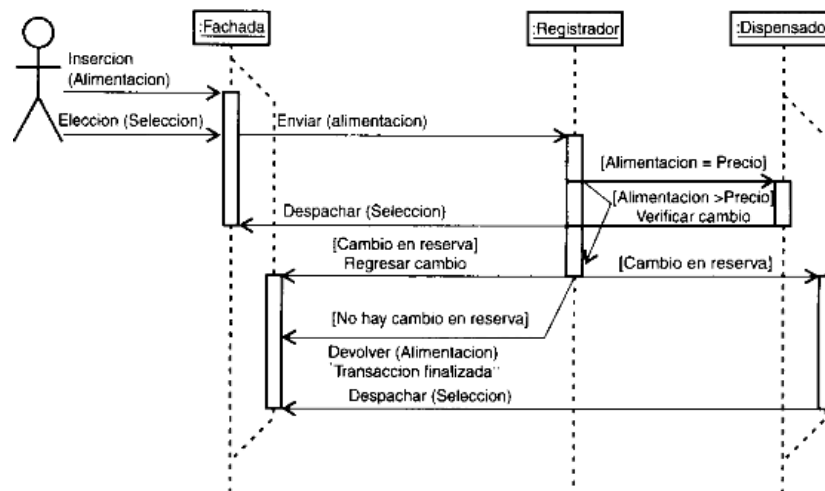 :Fachada
:Registrador
:Dispensado
Insercion
(Alimentacion)
Eleccion (Seleccion)
Enviar (alimentacion)
[Alimentacion = Precio]
[Alimentacion >Precio]
Verificar cambio
Despachar (Seleccion)
[Cambio en reserva]
Regresar cambio
[Cambio en reserva]
[No hay cambio en reserva]
Devolver (Alimentacion)
"Transaccion finalizada"
Despachar (Seleccion)